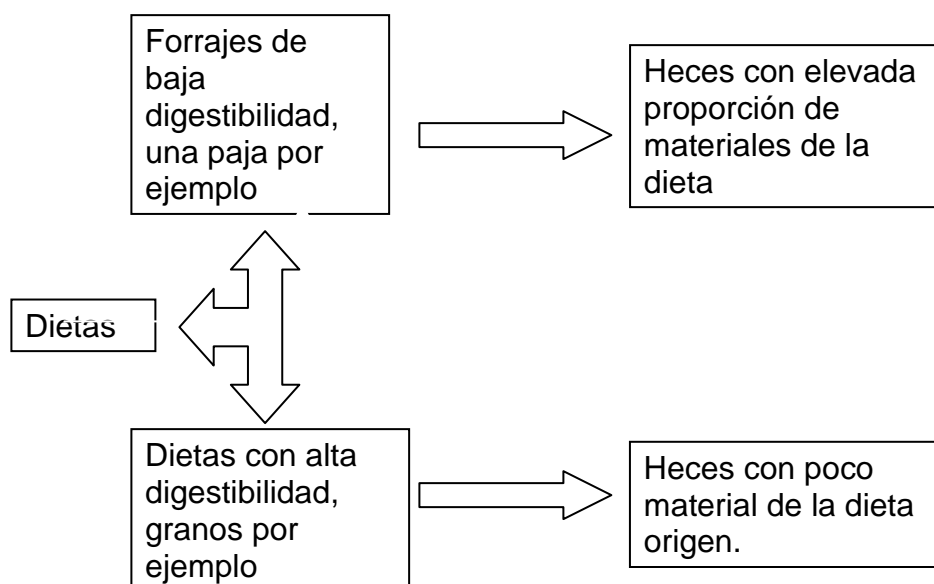 Forrajes de
baja
digestibilidad,
una paja por
ejemplo
Heces con elevada
proporción de
materiales de la
dieta
Dietas
Dietas con alta
digestibilidad,
granos por
ejemplo
Heces con poco
material de la dieta
origen.